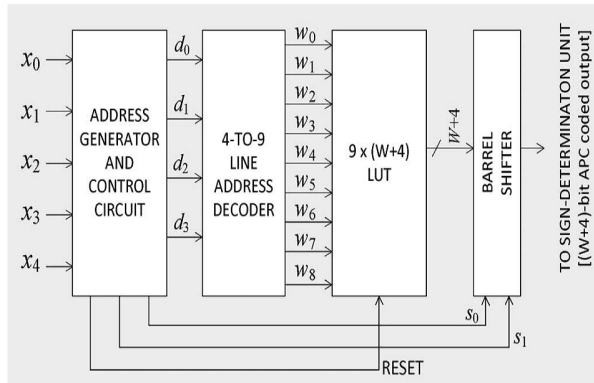 x0
x1
x2
x3
x4
ADDRESS
GENERATOR
AND
CONTROL
CIRCUIT
d0
d1
d2
d3
4-TO-9
LINE
ADDRESS
DECODER
w0
w1
w2
w3
w4
w5
w6
w7
w8
9 x (W+4)
LUT
W+4
BARREL
SHIFTER
TO SIGN-DETERMINATON UNIT
[(W+4)-bit APC coded output]
s0
s1
RESET